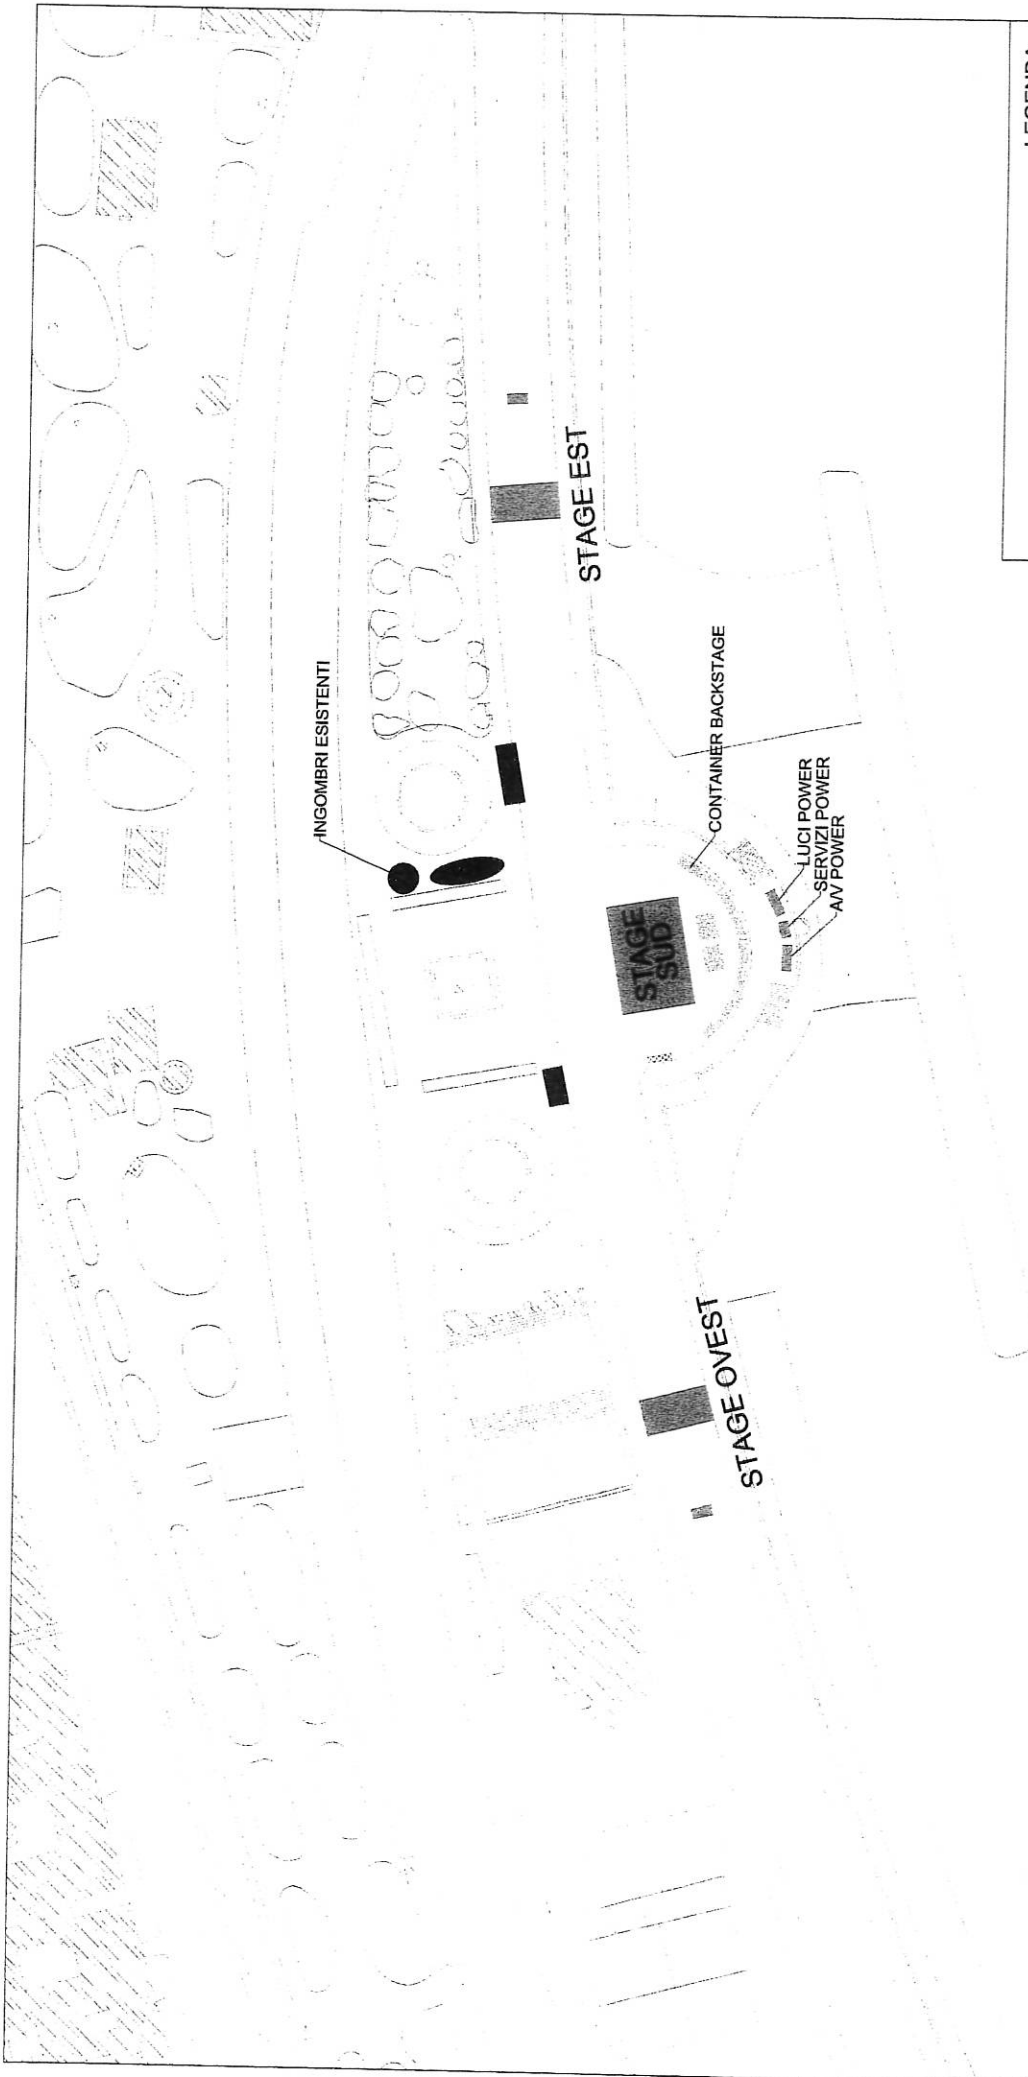 INGOMBRI ESISTENTI
STAGE EST
CONTAINER BACKSTAGE
LUCI POWER
SERVIZI POWER
A/V POWER
STAGE
SUD
STAGE OVEST
LEGENDA